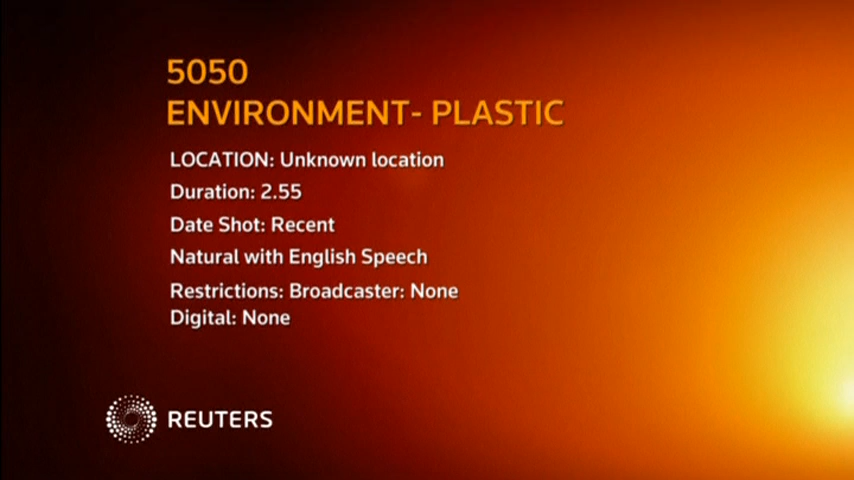 5050
ENVIRONMENT- PLASTIC
LOCATION: Unknown location
Duration: 2.55
Date Shot: Recent
Natural with English Speech
Restrictions: Broadcaster: None
Digital: None
REUTERS